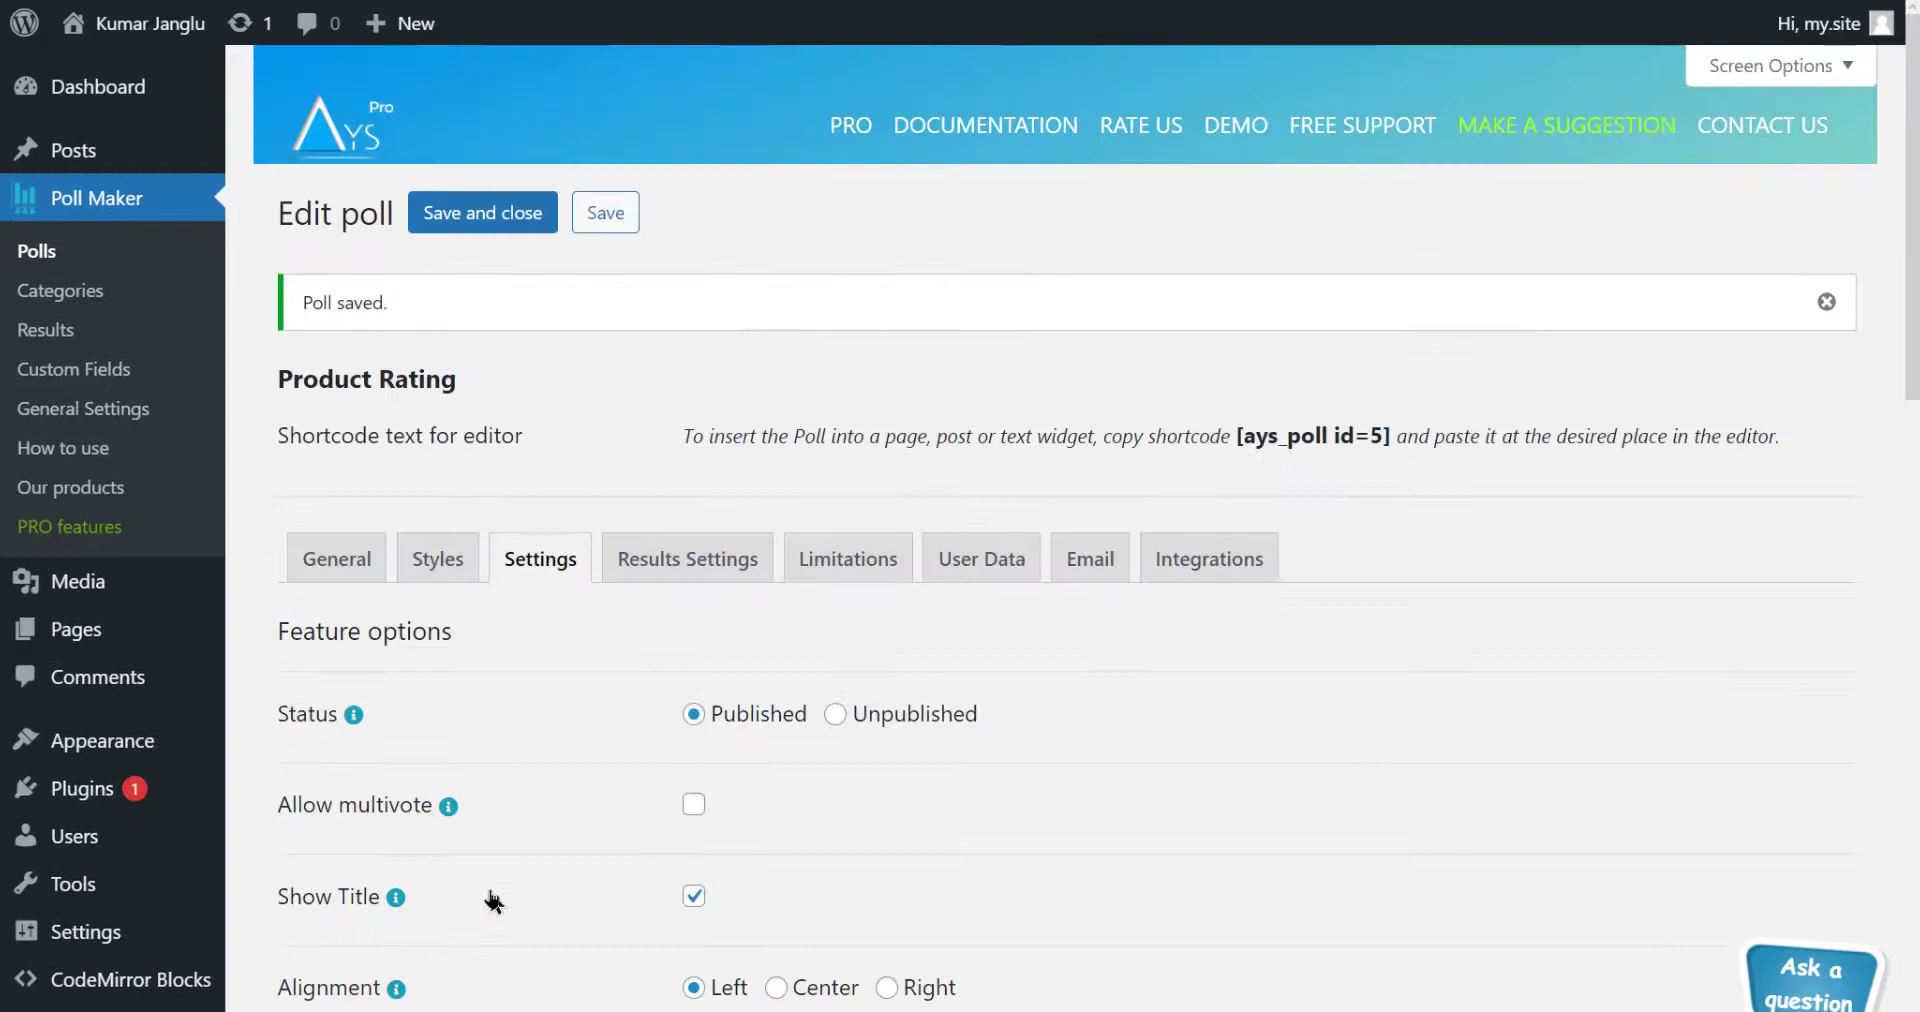 Kumar Janglu 1 0 New Hi, my.site
Screen Options
AYS Pro
PRO DOCUMENTATION RATE US DEMO FREE SUPPORT MAKE A SUGGESTION CONTACT US
Dashboard
Posts
Poll Maker
Polls
Categories
Results
Custom Fields
General Settings
How to use
Our products
PRO features
Media
Pages
Comments
Appearance
Plugins 1
Users
Tools
Settings
CodeMirror Blocks
Edit poll Save and close Save
Poll saved.
Product Rating
Shortcode text for editor To insert the Poll into a page, post or text widget, copy shortcode [ays_poll id=5] and paste it at the desired place in the editor.
General Styles Settings Results Settings Limitations User Data Email Integrations
Feature options
Status Published Unpublished
Allow multivote
Show Title
Alignment Left Center Right
Ask a
question